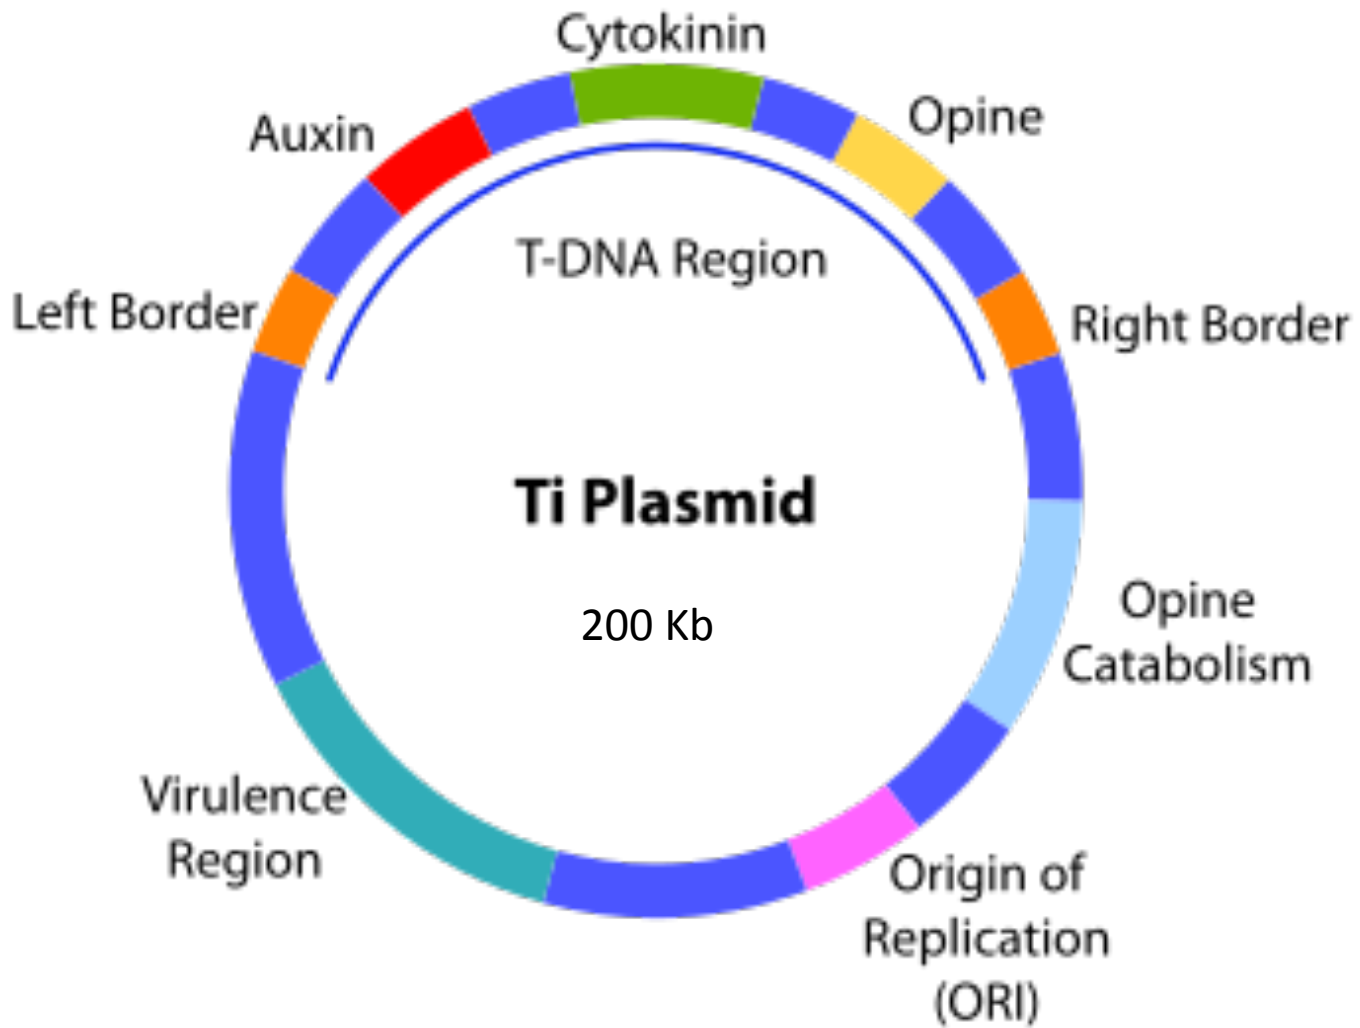 Cytokinin
Auxin
Opine
T-DNA Region
Left Border
Right Border
Ti Plasmid
200 Kb
Opine
Catabolism
Virulence
Region
Origin of
Replication
(ORI)